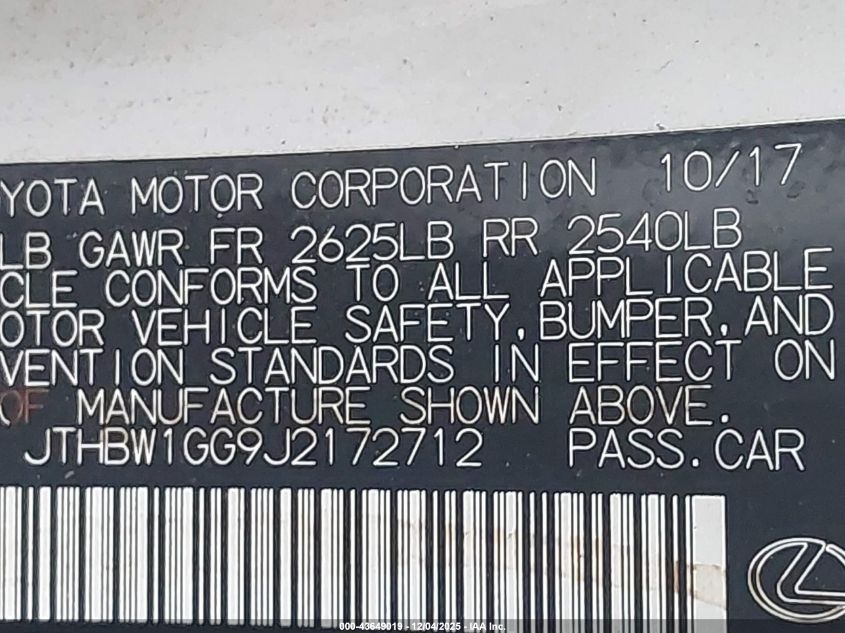 YOTA MOTOR CORPORATION 10/17
LB GAWR FR 2625LB RR 2540LB
CLE CONFORMS TO ALL APPLICABLE
OTOR VEHICLE SAFETY, BUMPER, AND
VENTION STANDARDS IN EFFECT ON
OF MANUFACTURE SHOWN ABOVE.
JTHBW1GG9J2172712 PASS.CAR
000-43649019 - 12/04/2025 - IAA Inc.